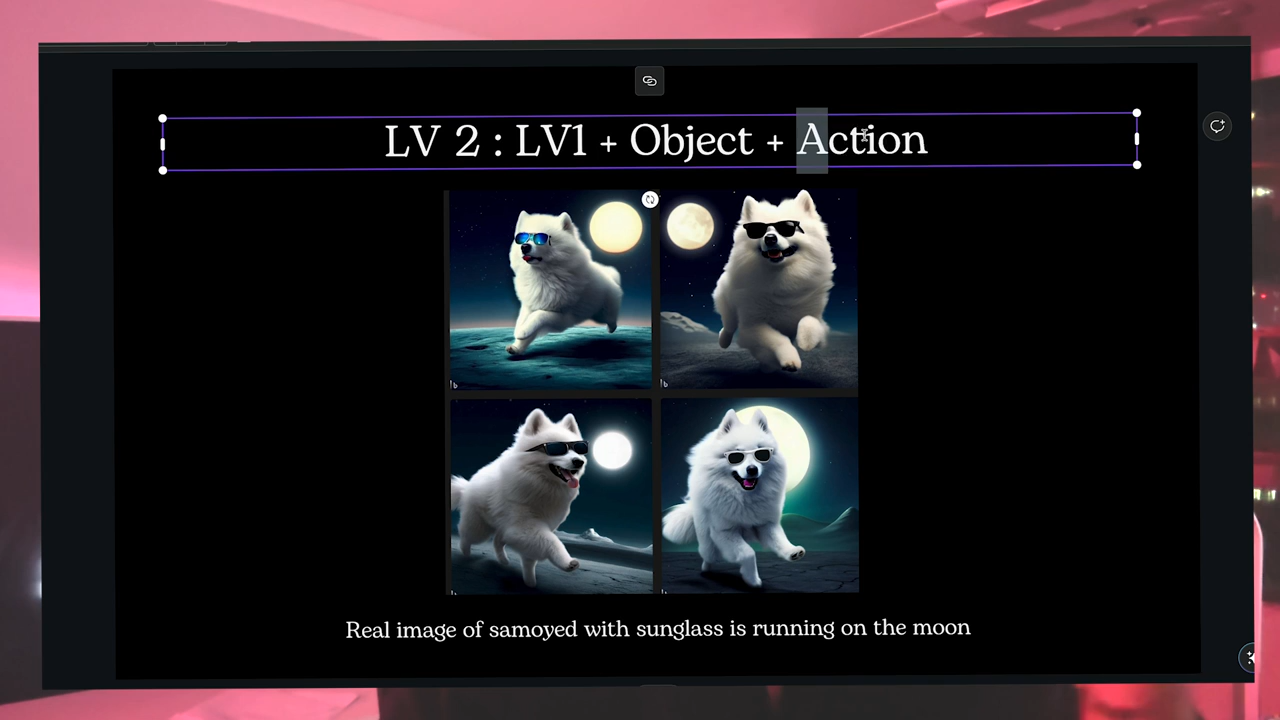 LV 2 : LV1 + Object + Action
Real image of samoyed with sunglass is running on the moon